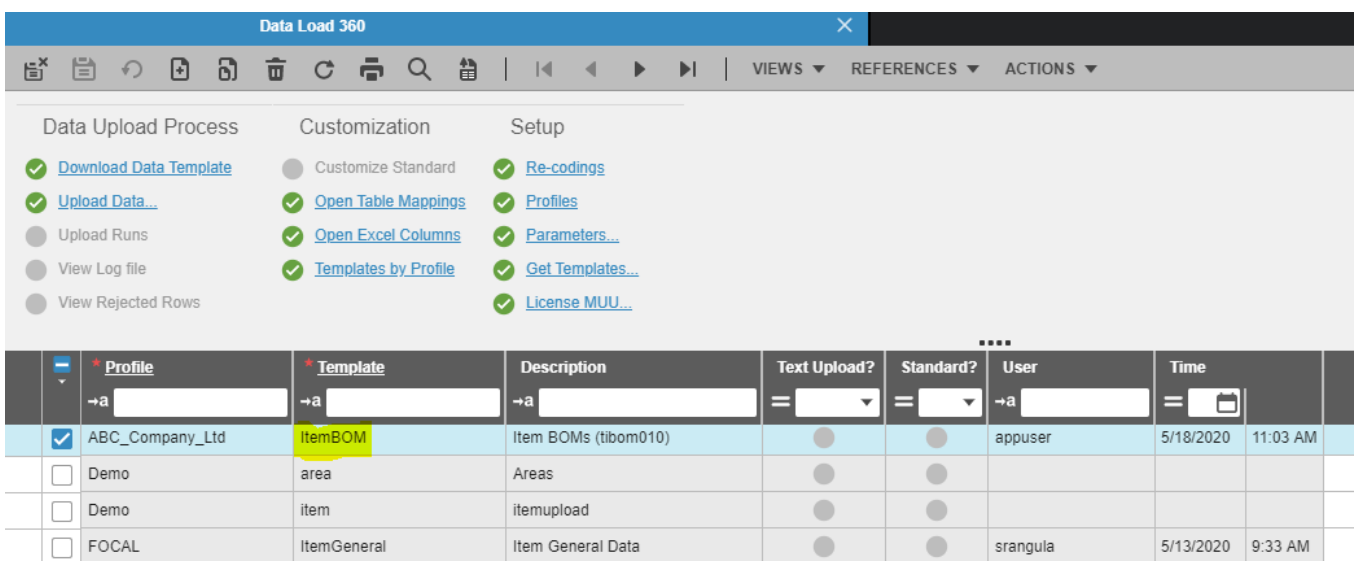 Data Load 360
VIEWS REFERENCES ACTIONS
Data Upload Process Customization Setup
Download Data Template Customize Standard Re-codings
Upload Data... Open Table Mappings Profiles
Upload Runs Open Excel Columns Parameters...
View Log file Templates by Profile Get Templates...
View Rejected Rows License MUU...
* Profile * Template Description Text Upload? Standard? User Time
→a →a →a = = →a =
ABC_Company_Ltd ItemBOM Item BOMs (tibom010) appuser 5/18/2020 11:03 AM
Demo area Areas
Demo item itemupload
FOCAL ItemGeneral Item General Data srangula 5/13/2020 9:33 AM